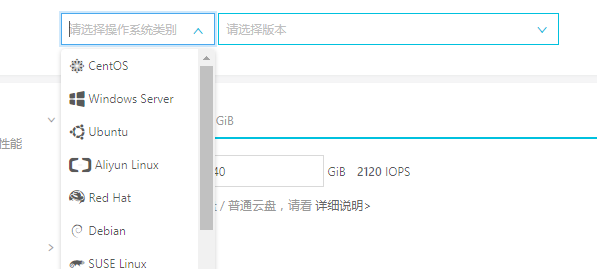 请选择操作系统类别 请选择版本
CentOS
Windows Server
GiB
Ubuntu
性能
Aliyun Linux
40 GiB 2120 IOPS
Red Hat
/ 普通云盘，请看 详细说明>
Debian
SUSE Linux